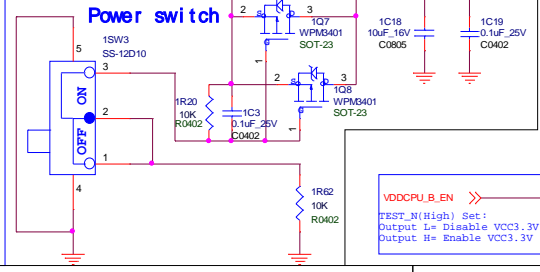 Power switch
1SW3
SS-12D10
5
3
2
1
4
ON
OFF
2
3
1Q7
WPM3401
SOT-23
1
S
D
G
2
3
1Q8
WPM3401
SOT-23
1
S
D
G
1R20
10K
R0402
1C3
0.1uF_25V
C0402
1R62
10K
R0402
1C18
10uF_16V
C0805
1C19
0.1uF_25V
C0402
VDDCPU_B_EN
TEST_N(High) Set:
Output L= Disable VCC3.3V
Output H= Enable VCC3.3V